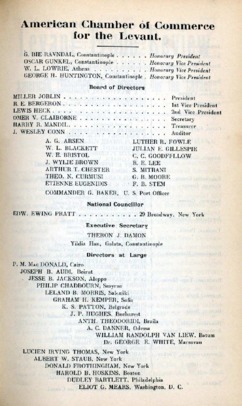 American Chamber of Commerce
for the Levant.
G. BIE RAVNDAL, Constantinople . . . . . . Honorary President
OSCAR GUNKEL, Constantinople . . . . . Honorary Vice President
W. L. LOWRIE, Athens . . . . . . . Honorary Vice President
GEORGE H. HUNTINGTON, Constantinople . Honorary Vice President
Board of Directors
MILLER JOBLIN . . . . . . . . . . President
R. E. BERGERON . . . . . . . . . . 1st Vice President
LEWIS HECK . . . . . . . . . . 2nd Vice President
OMER V. CLAIBORNE . . . . . . . . . . Secretary
HARRY R. MANDIL . . . . . . . . . . Treasurer
J. WESLEY CONN . . . . . . . . . . Auditor
A. G. ARSEN LUTHER R. FOWLE
W. E. BLACKETT JULIAN E. GILLESPIE
W. E. BRISTOL C. C. GOODFELLOW
J. WYLIE BROWN R. E. LEE
ARTHUR T. CHESTER S. MITRANI
THEO. N. CURMUSI G. B. MOORE
ETIENNE EUGENIDES F. B. STEM
COMMANDER G. BAKER, U. S. Port Officer
National Councillor
EDW. EWING PRATT . . . . . . . 29 Broadway, New York
Executive Secretary
THERON J. DAMON
Yildiz Han, Galata, Constantinople
Directors at Large
P. M. MacDONALD, Cairo
JOSEPH B. AUDI, Beirut
JESSE B. JACKSON, Aleppo
PHILIP CHADBOURN, Smyrna
LELAND B. MORRIS, Saloniki
GRAHAM H. KEMPER, Sofia
K. S. PATTON, Belgrade
J. P. HUGHES, Bucharest
ANTH. THEODORIDI, Braila
A. C. DANNER, Odessa
WILLIAM RANDOLPH VAN LIEW, Batum
Dr. GEORGE E. WHITE, Marsovan
LUCIEN IRVING THOMAS, New York
ALBERT W. STAUB, New York
DONALD FROTHINGHAM, New York
HAROLD B. HOSKINS, Boston
DUDLEY BARTLETT, Philadelphia
ELIOT G. MEARS, Washington, D. C.